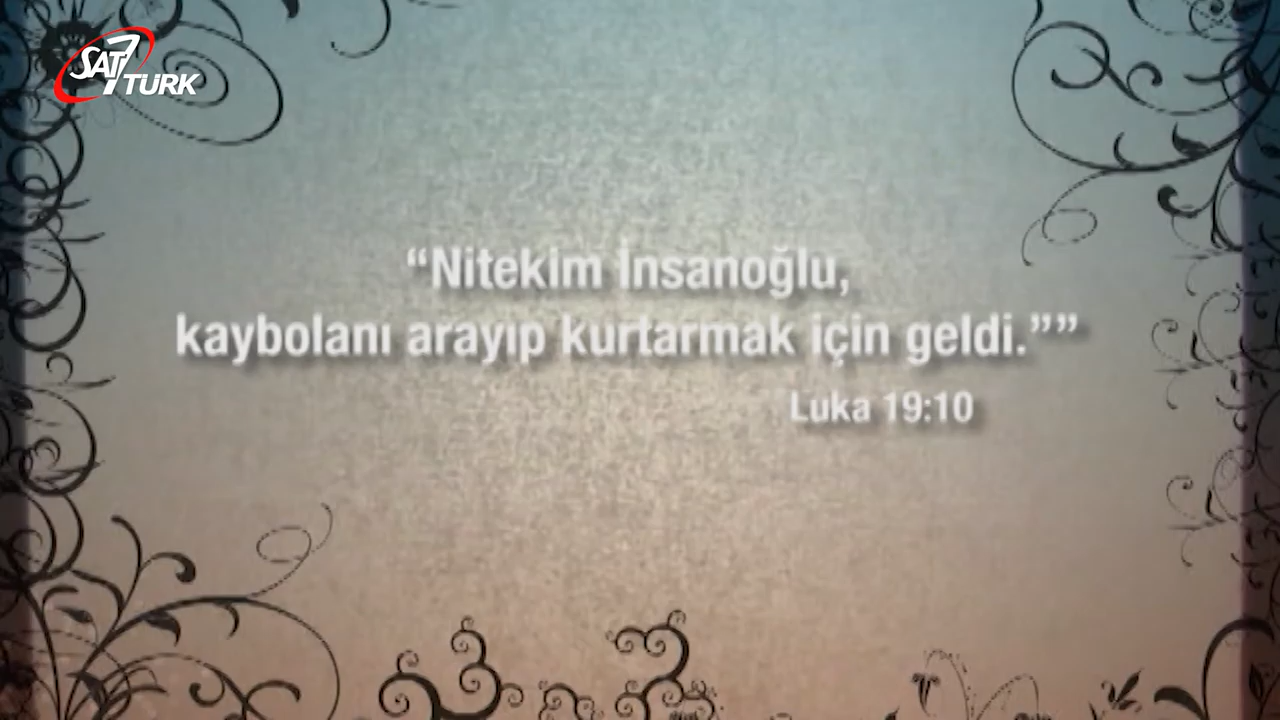 SAT7
TURK
“Nitekim İnsanoğlu,
kaybolanı arayıp kurtarmak için geldi.””
Luka 19:10